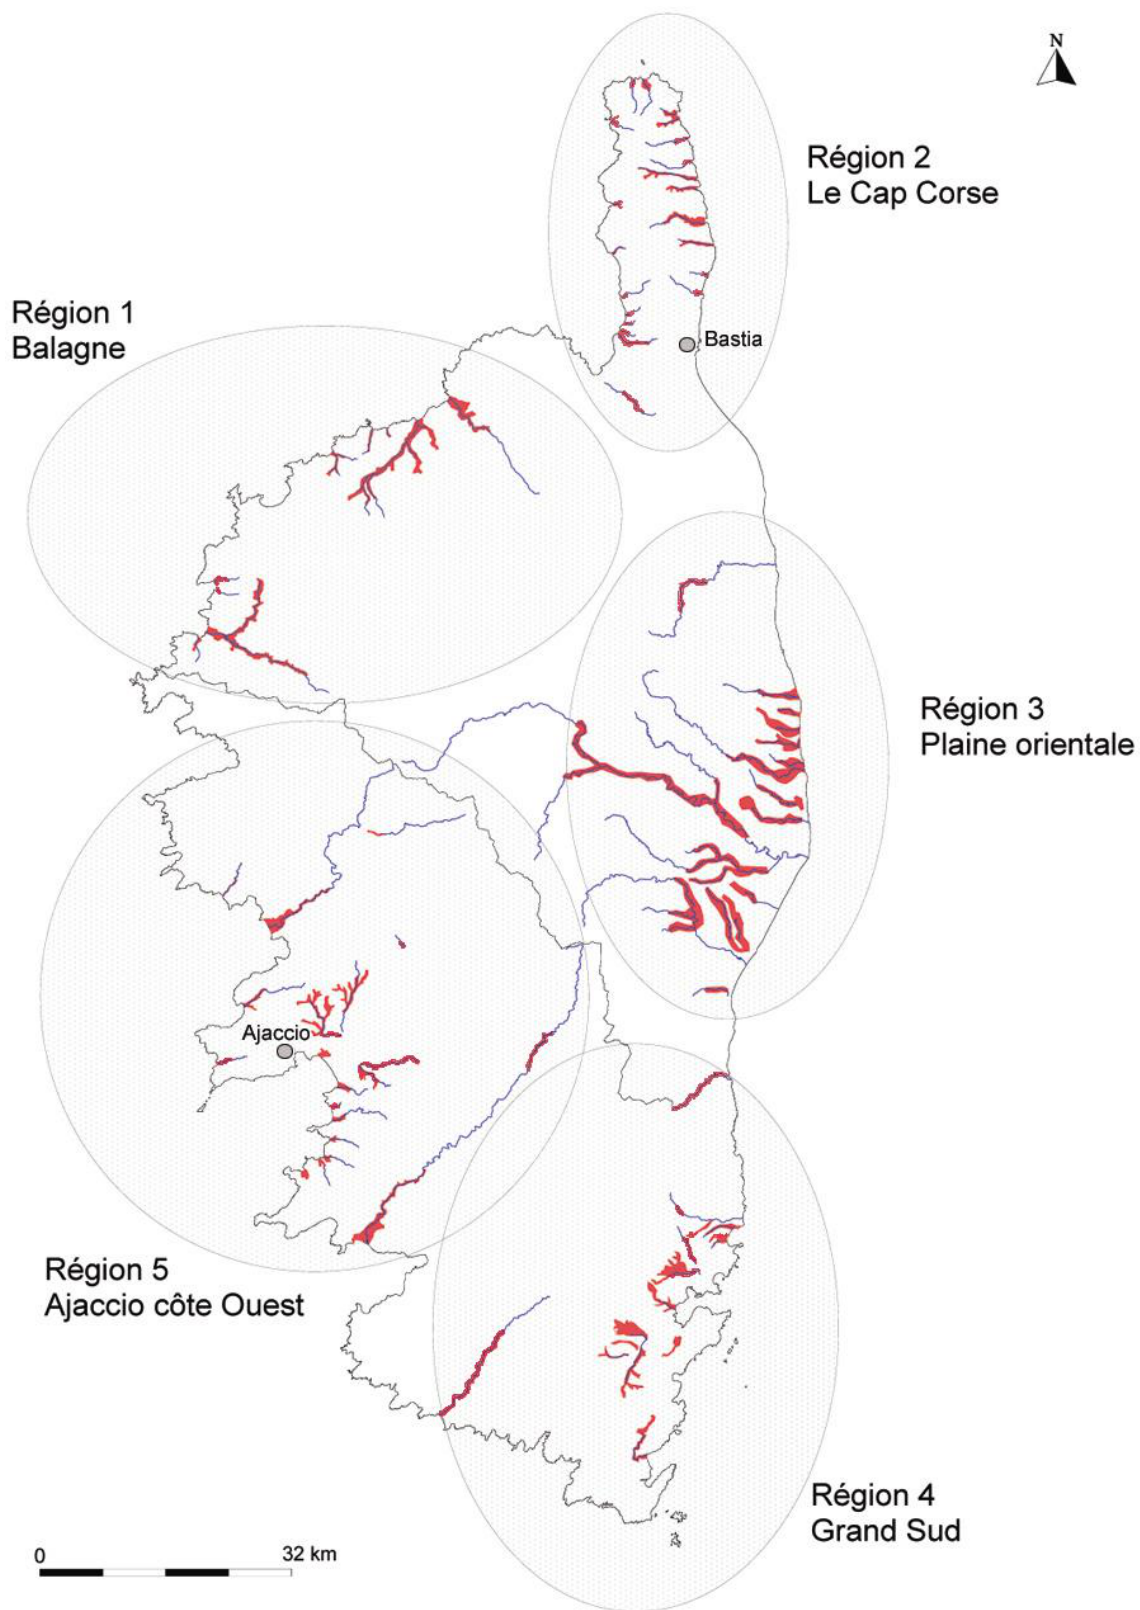 N
Région 2
Le Cap Corse
Région 1
Balagne
Bastia
Région 3
Plaine orientale
Ajaccio
Région 5
Ajaccio côte Ouest
Région 4
Grand Sud
0 32 km